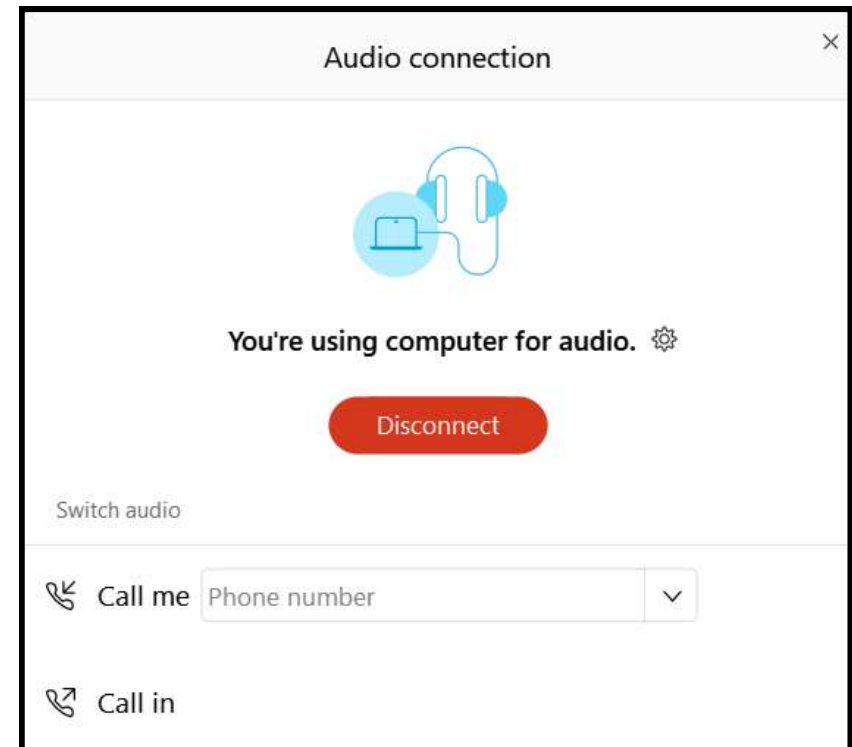 Audio connection
You're using computer for audio.
Disconnect
Switch audio
Call me Phone number
Call in